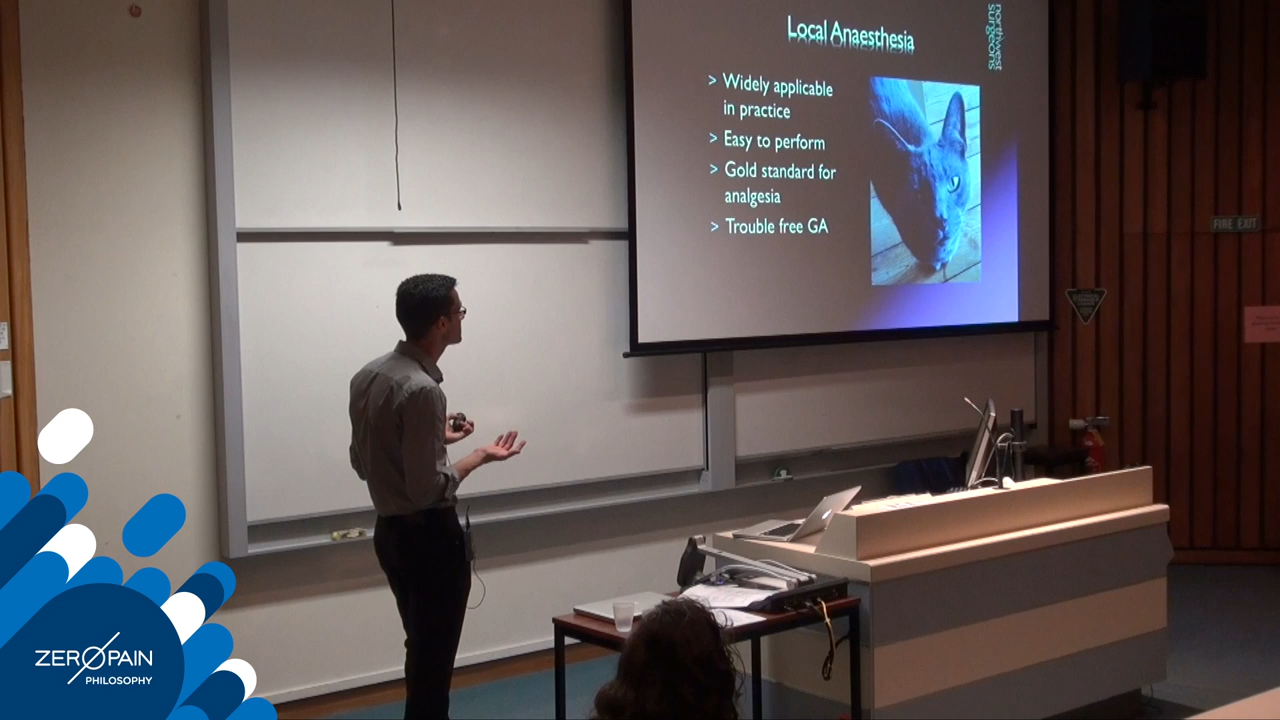 Local Anaesthesia
northwest
surgeons
> Widely applicable
in practice
> Easy to perform
> Gold standard for
analgesia
> Trouble free GA
FIRE EXIT
ZERO PAIN
PHILOSOPHY